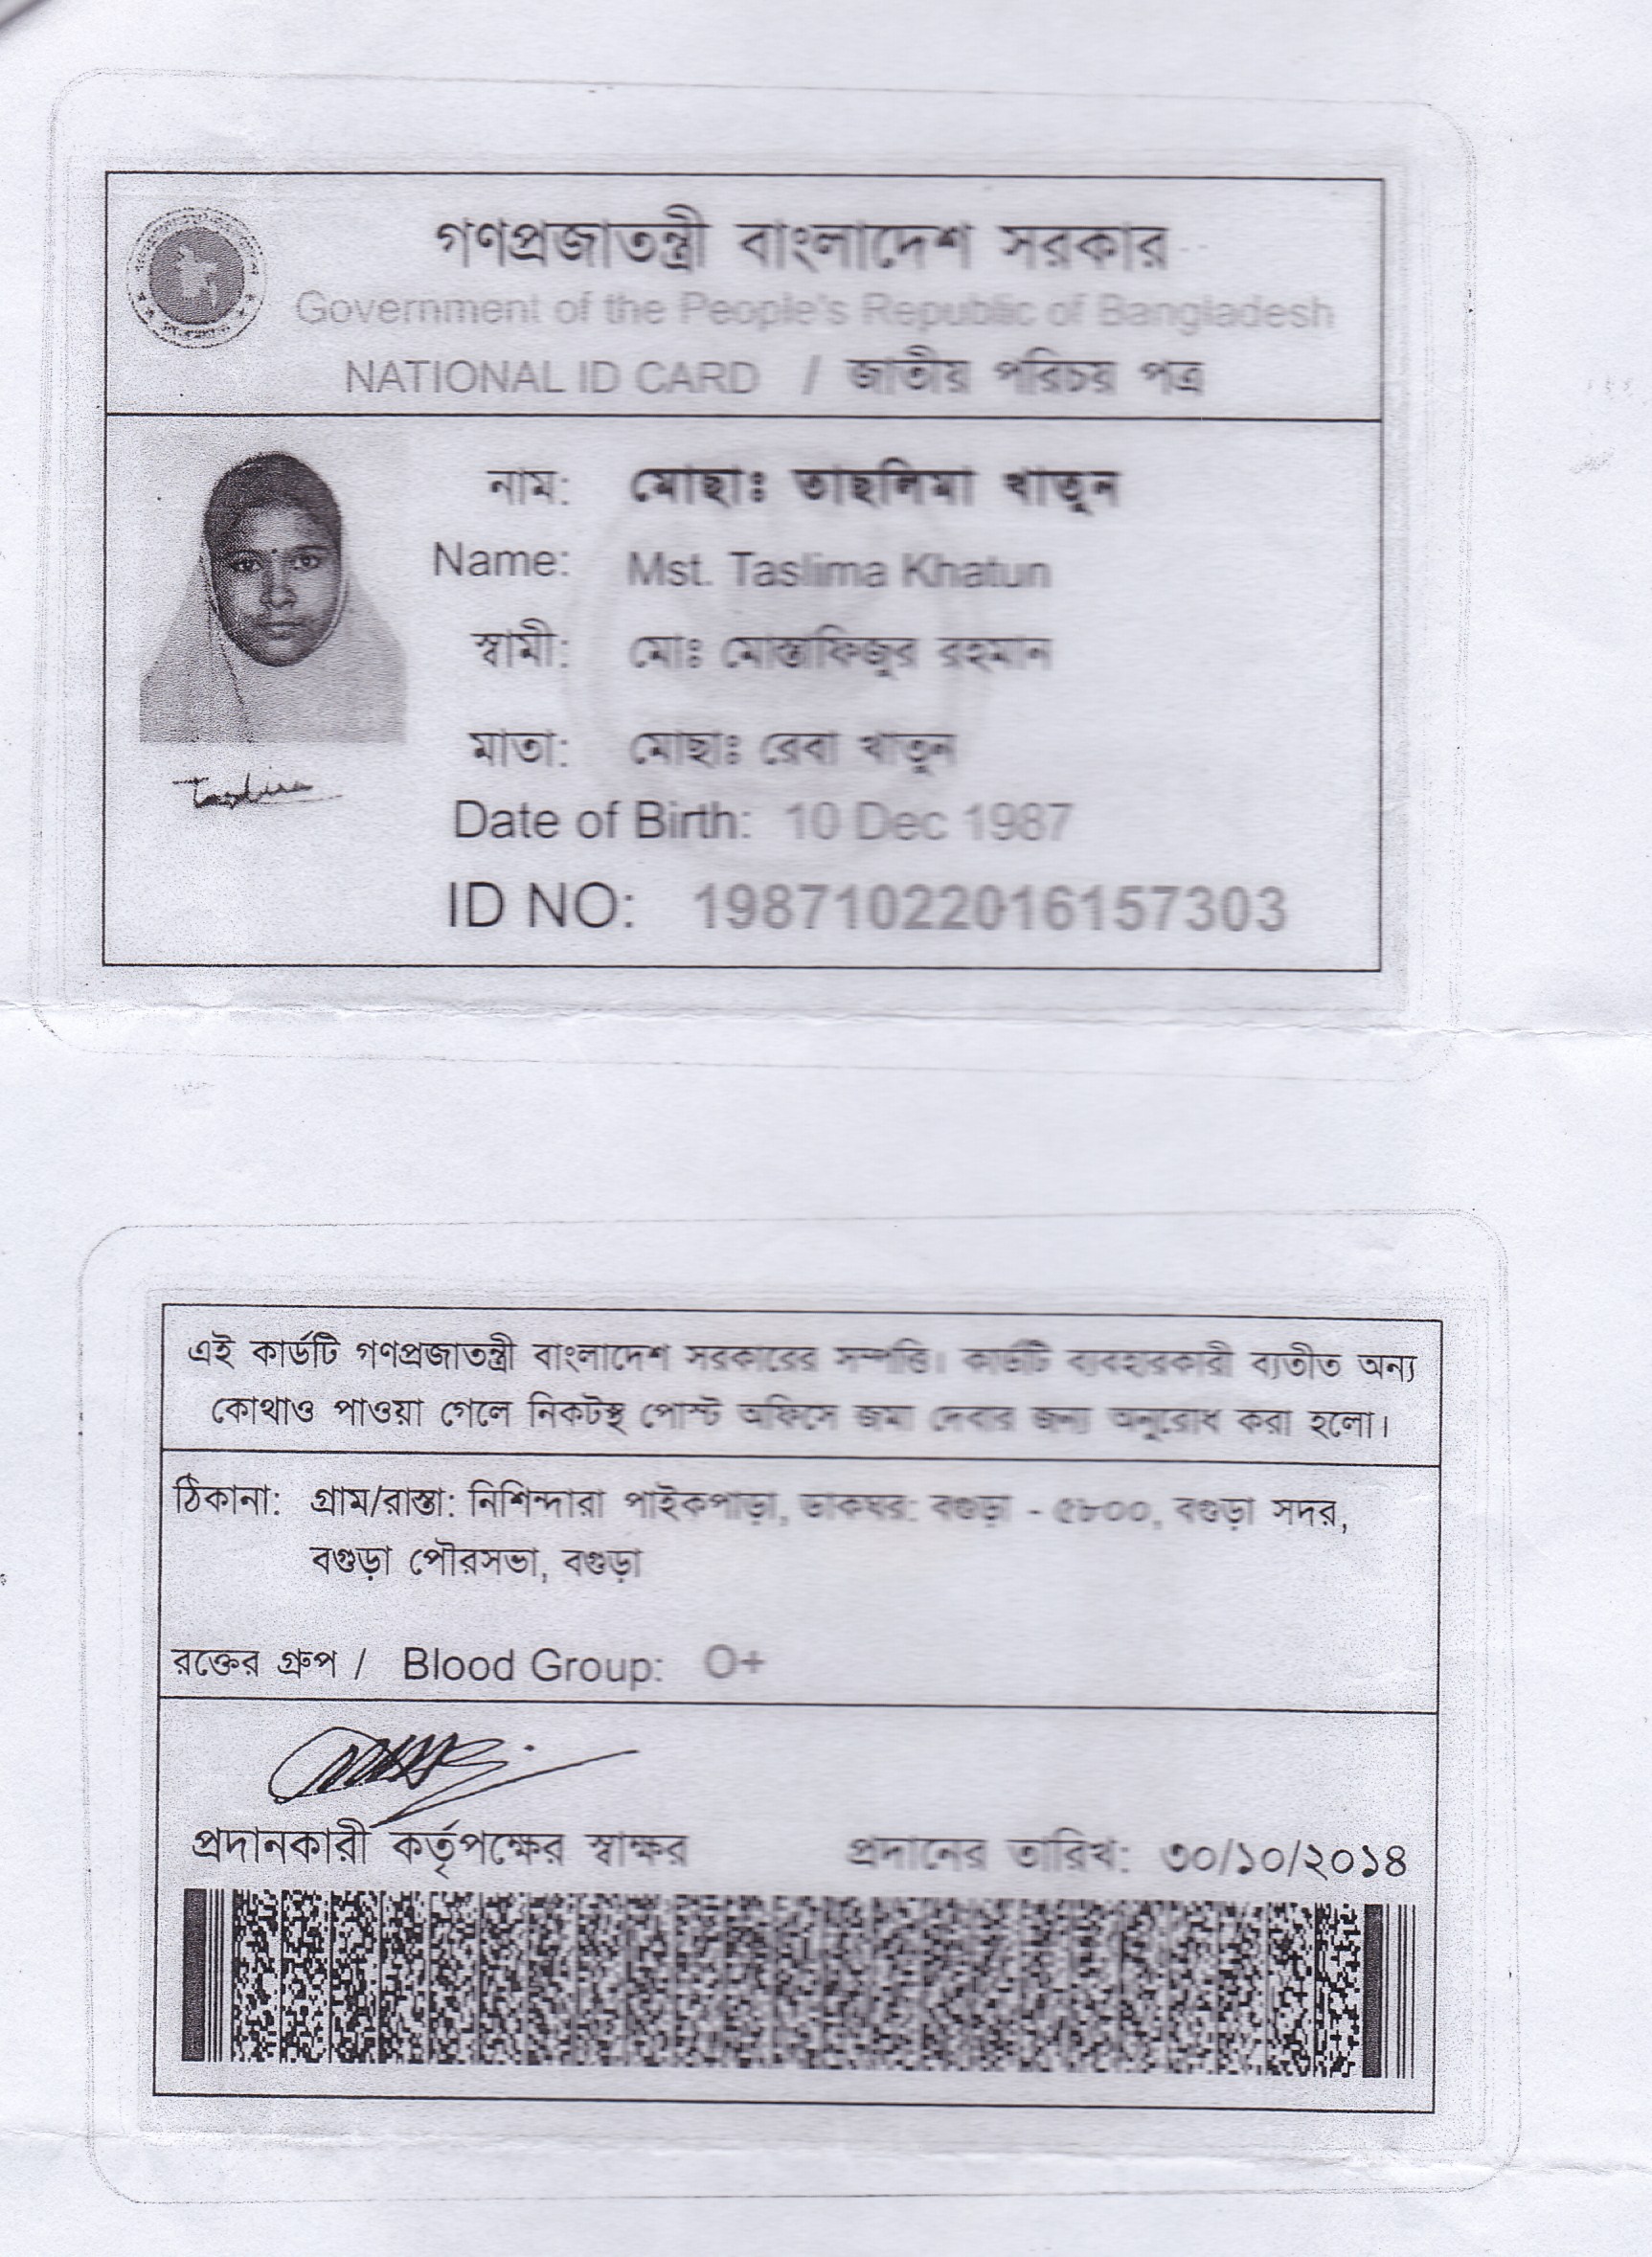 গণপ্রজাতন্ত্রী বাংলাদেশ সরকার
Government of the People's Republic of Bangladesh
NATIONAL ID CARD / জাতীয় পরিচয় পত্র
নাম: মোছাঃ তাছলিমা খাতুন
Name: Mst. Taslima Khatun
স্বামী: মোঃ মোস্তাফিজুর রহমান
মাতা: মোছাঃ রেবা খাতুন
Taslima
Date of Birth: 10 Dec 1987
ID NO: 19871022016157303
এই কার্ডটি গণপ্রজাতন্ত্রী বাংলাদেশ সরকারের সম্পত্তি। কার্ডটি ব্যবহারকারী ব্যতীত অন্য
কোথাও পাওয়া গেলে নিকটস্থ পোস্ট অফিসে জমা দেবার জন্য অনুরোধ করা হলো।
ঠিকানা: গ্রাম/রাস্তা: নিশিন্দারা পাইকপাড়া, ডাকঘর: বগুড়া - ৫৮০০, বগুড়া সদর,
বগুড়া পৌরসভা, বগুড়া
রক্তের গ্রুপ / Blood Group: O+
প্রদানকারী কর্তৃপক্ষের স্বাক্ষর প্রদানের তারিখ: ৩০/১০/২০১৪